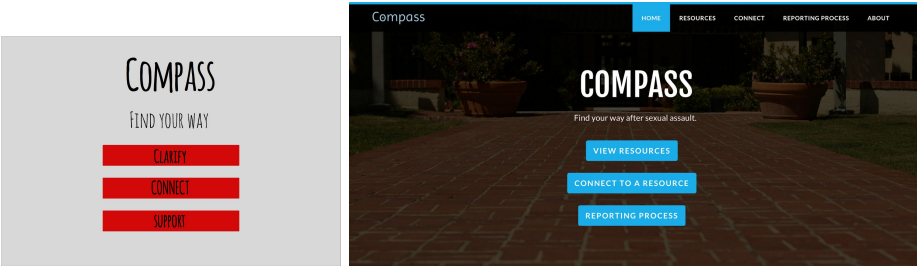 Compass
Find your way
Clarify
Connect
support
Compass
HOME RESOURCES CONNECT REPORTING PROCESS ABOUT
COMPASS
Find your way after sexual assault.
VIEW RESOURCES
CONNECT TO A RESOURCE
REPORTING PROCESS